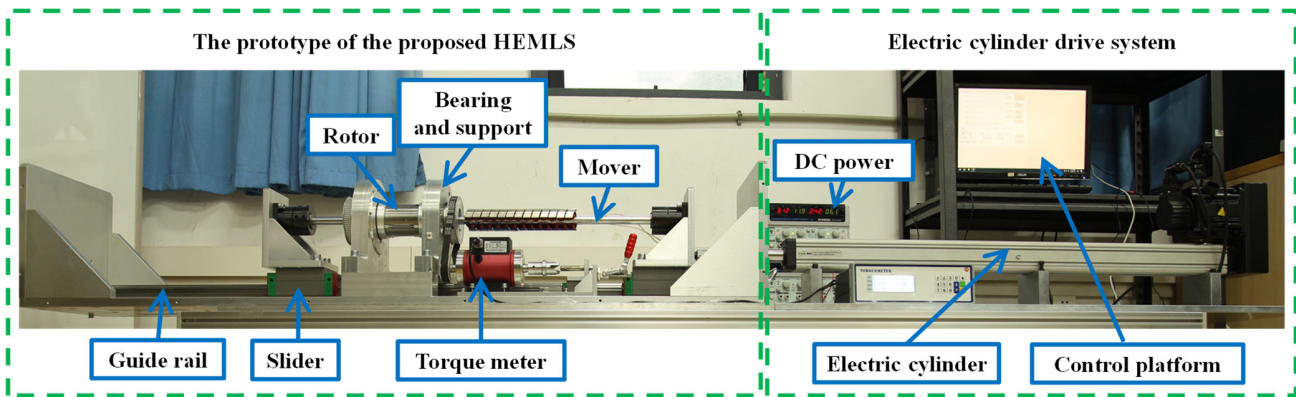 The prototype of the proposed HEMLS
Electric cylinder drive system
Bearing
and support
Rotor
Mover
DC power
TORQUEMETER
Guide rail
Slider
Torque meter
Electric cylinder
Control platform